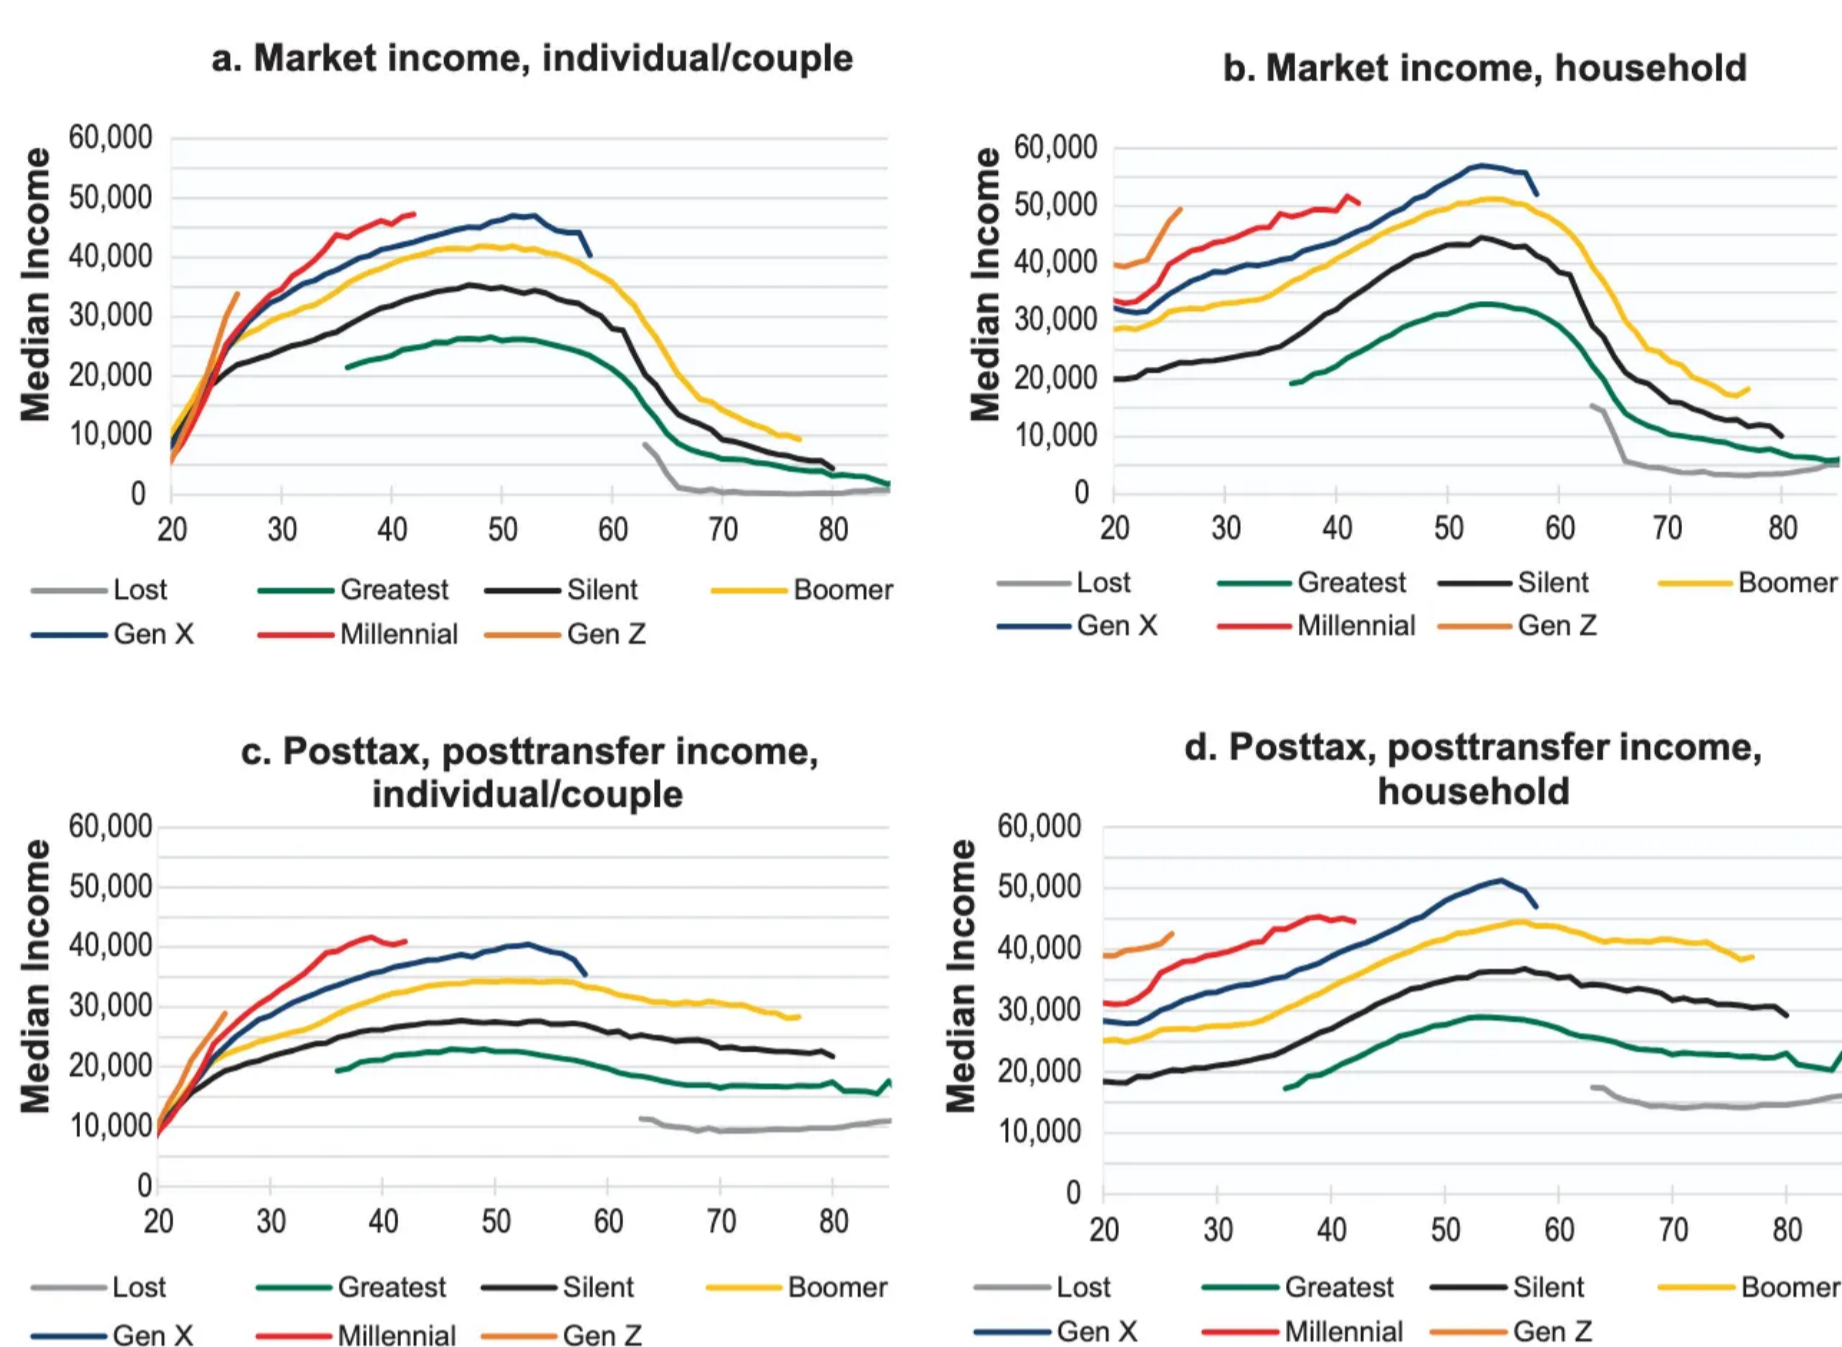 a. Market income, individual/couple
Median Income
60,000
50,000
40,000
30,000
20,000
10,000
0
20 30 40 50 60 70 80
Lost Greatest Silent Boomer
Gen X Millennial Gen Z
b. Market income, household
Median Income
60,000
50,000
40,000
30,000
20,000
10,000
0
20 30 40 50 60 70 80
Lost Greatest Silent Boomer
Gen X Millennial Gen Z
c. Posttax, posttransfer income,
individual/couple
Median Income
60,000
50,000
40,000
30,000
20,000
10,000
0
20 30 40 50 60 70 80
Lost Greatest Silent Boomer
Gen X Millennial Gen Z
d. Posttax, posttransfer income,
household
Median Income
60,000
50,000
40,000
30,000
20,000
10,000
0
20 30 40 50 60 70 80
Lost Greatest Silent Boomer
Gen X Millennial Gen Z